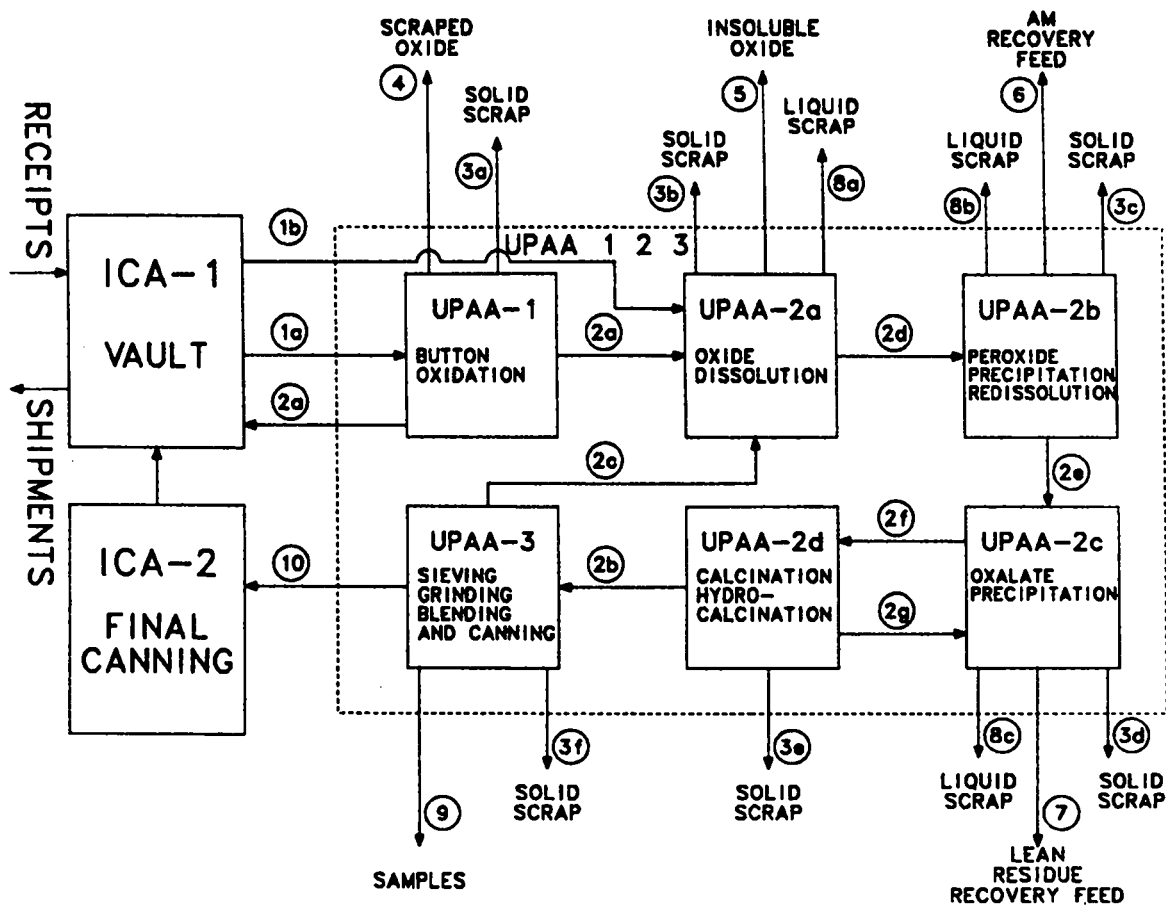 SCRAPED
OXIDE
4
SOLID
SCRAP
3a
INSOLUBLE
OXIDE
5
SOLID
SCRAP
3b
LIQUID
SCRAP
8a
AM
RECOVERY
FEED
6
LIQUID
SCRAP
8b
SOLID
SCRAP
3c
RECEIPTS
SHIPMENTS
ICA-1
VAULT
1b
1a
2a
UPAA 1 2 3
UPAA-1
BUTTON
OXIDATION
2a
UPAA-2a
OXIDE
DISSOLUTION
2d
UPAA-2b
PEROXIDE
PRECIPITATION
REDISSOLUTION
2c
2e
ICA-2
FINAL
CANNING
10
UPAA-3
SIEVING
GRINDING
BLENDING
AND CANNING
2b
UPAA-2d
CALCINATION
HYDRO-
CALCINATION
2f
2g
UPAA-2c
OXALATE
PRECIPITATION
9
SAMPLES
3f
SOLID
SCRAP
3e
SOLID
SCRAP
8c
LIQUID
SCRAP
7
LEAN
RESIDUE
RECOVERY FEED
3d
SOLID
SCRAP